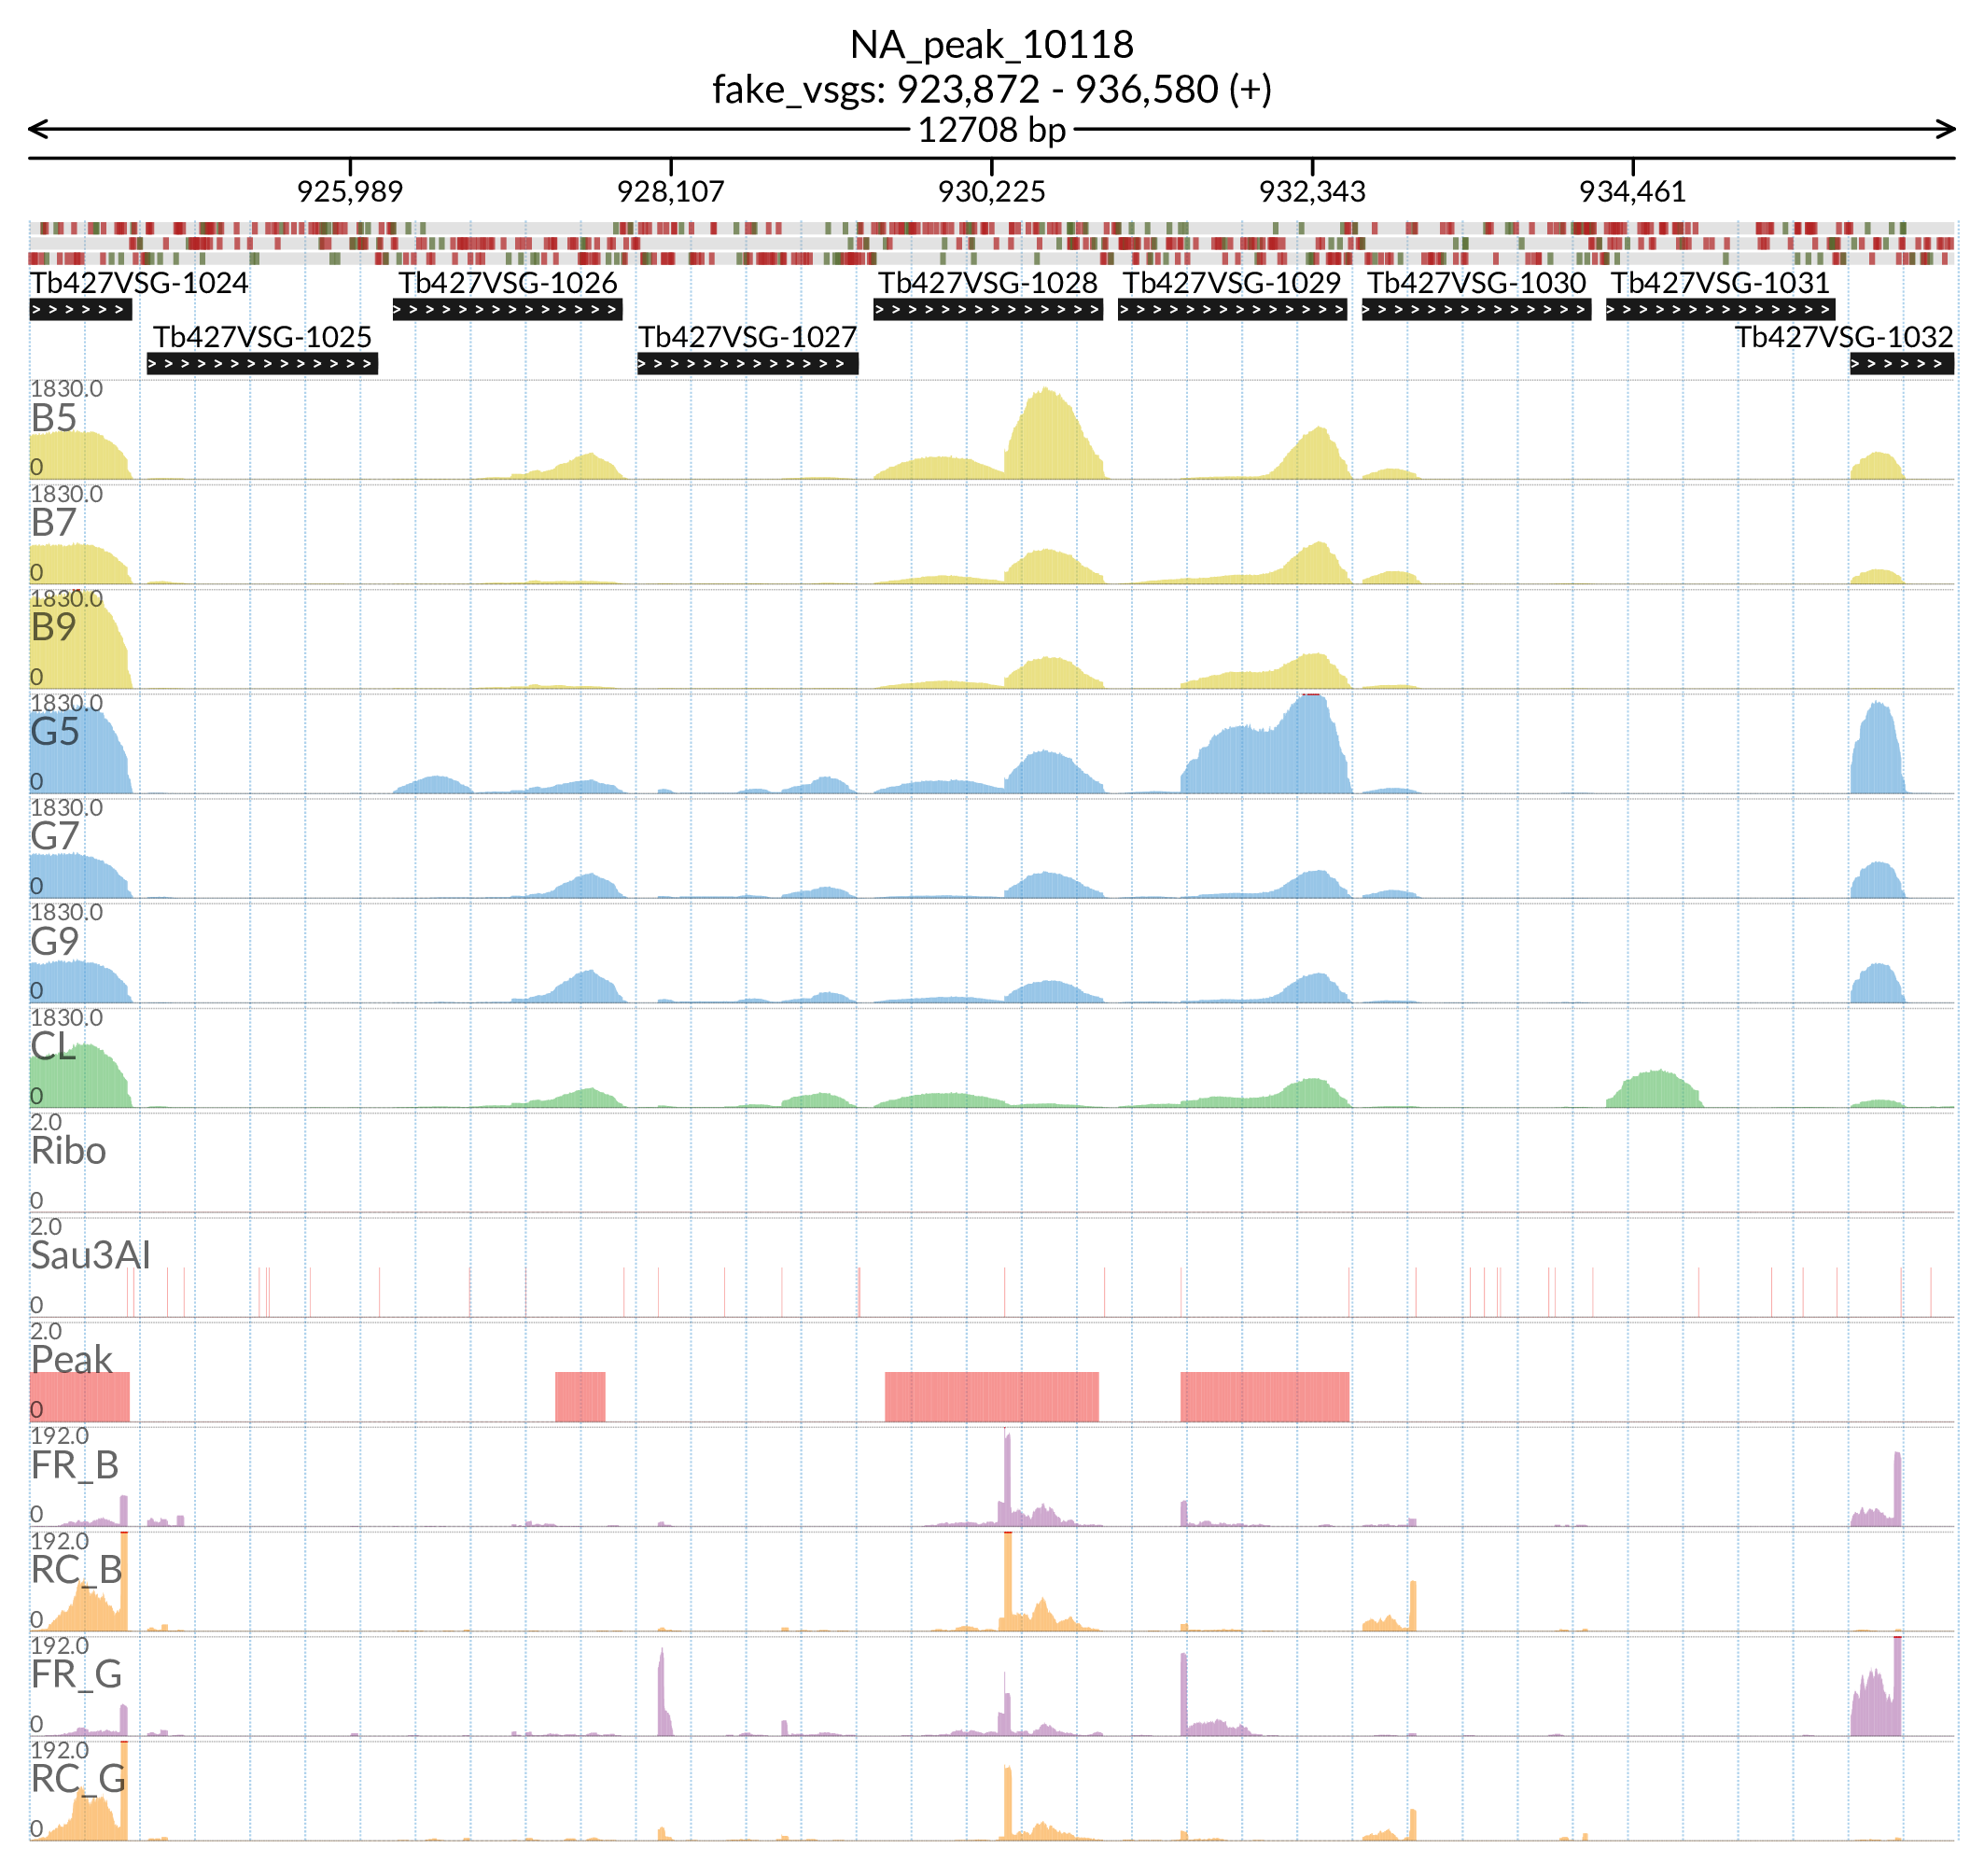 NA_peak_10118
fake_vsgs: 923,872 - 936,580 (+)
12708 bp
925,989 928,107 930,225 932,343 934,461
Tb427VSG-1024 Tb427VSG-1026 Tb427VSG-1028 Tb427VSG-1029 Tb427VSG-1030 Tb427VSG-1031
Tb427VSG-1025 Tb427VSG-1027 Tb427VSG-1032
1830.0
B5
0
1830.0
B7
0
1830.0
B9
0
1830.0
G5
0
1830.0
G7
0
1830.0
G9
0
1830.0
CL
0
2.0
Ribo
0
2.0
Sau3AI
0
2.0
Peak
0
192.0
FR_B
0
192.0
RC_B
0
192.0
FR_G
0
192.0
RC_G
0